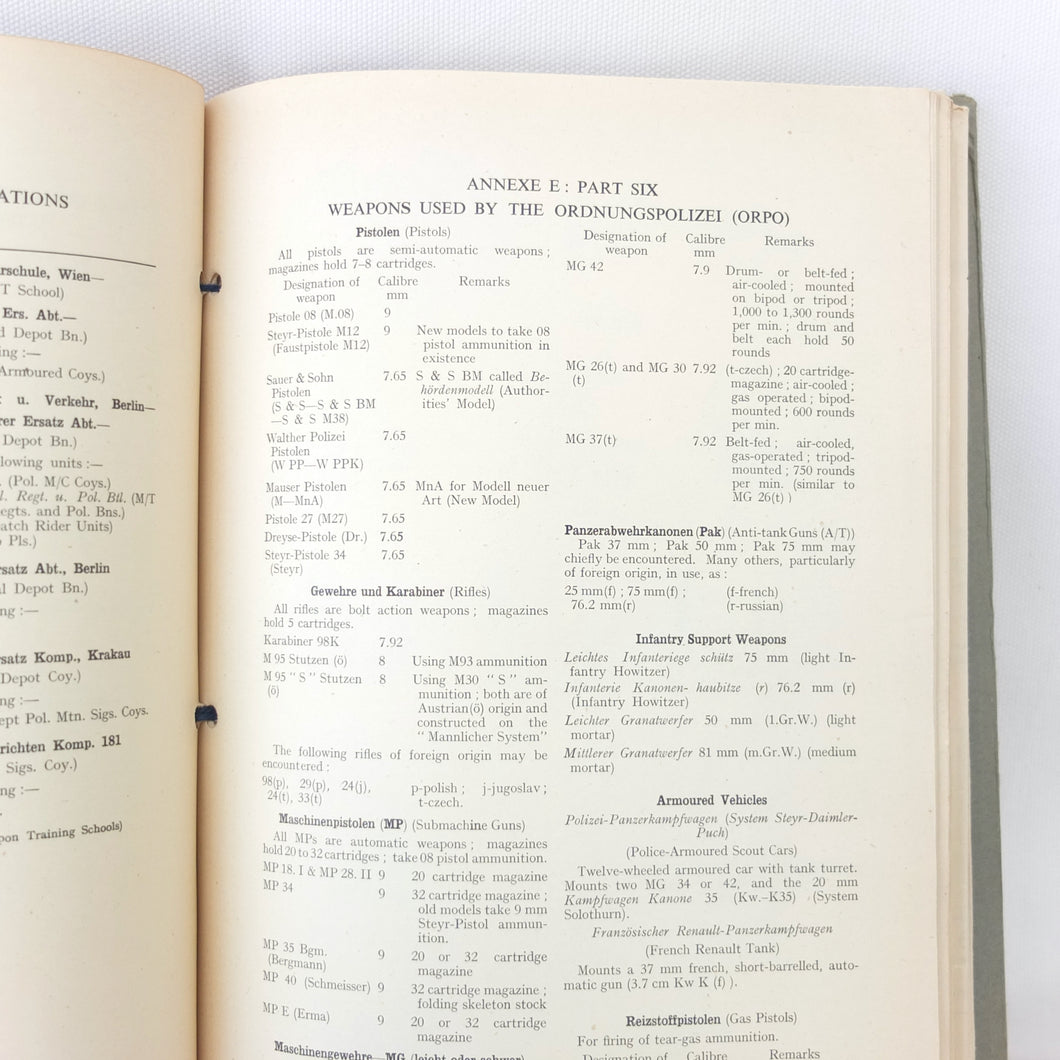 ATIONS
rschule, Wien—
T School)
Ers. Abt.—
Depot Bn.)
ing :—
Armoured Coys.)
u. Verkehr, Berlin—
rer Ersatz Abt.—
Depot Bn.)
lowing units :—
(Pol. M/C Coys.)
l. Regt. u. Pol. Btl. (M/T
egts. and Pol. Bns.)
atch Rider Units)
Pls.)
rsatz Abt., Berlin
l Depot Bn.)
ng :—
satz Komp., Krakau
Depot Coy.)
ng :—
ept Pol. Mtn. Sigs. Coys.
richten Komp. 181
Sigs. Coy.)
ng :—
pon Training Schools)
ANNEXE E : PART SIX
WEAPONS USED BY THE ORDNUNGSPOLIZEI (ORPO)
Pistolen (Pistols)
All pistols are semi-automatic weapons ;
magazines hold 7–8 cartridges.
Designation of Calibre Remarks
weapon mm
Pistole 08 (M.08) 9
Steyr-Pistole M12 9 New models to take 08
(Faustpistole M12) pistol ammunition in
existence
Sauer & Sohn 7.65 S & S BM called Be-
Pistolen hördenmodell (Author-
(S & S—S & S BM ities' Model)
—S & S M38)
Walther Polizei 7.65
Pistolen
(W PP—W PPK)
Mauser Pistolen 7.65 MnA for Modell neuer
(M—MnA) Art (New Model)
Pistole 27 (M27) 7.65
Dreyse-Pistole (Dr.) 7.65
Steyr-Pistole 34 7.65
(Steyr)
Gewehre und Karabiner (Rifles)
All rifles are bolt action weapons ; magazines
hold 5 cartridges.
Karabiner 98K 7.92
M 95 Stutzen (ö) 8 Using M93 ammunition
M 95 " S " Stutzen 8 Using M30 " S " am-
(ö) munition ; both are of
Austrian(ö) origin and
constructed on the
" Mannlicher System"
The following rifles of foreign origin may be
encountered :
98(p), 29(p), 24(j), p-polish ; j-jugoslav ;
24(t), 33(t) t-czech.
Maschinenpistolen (MP) (Submachine Guns)
All MPs are automatic weapons ; magazines
hold 20 to 32 cartridges ; take 08 pistol ammunition.
MP 18. I & MP 28. II 9 20 cartridge magazine
MP 34 9 32 cartridge magazine ;
old models take 9 mm
Steyr-Pistol ammun-
ition.
MP 35 Bgm. 9 20 or 32 cartridge
(Bergmann) magazine
MP 40 (Schmeisser) 9 32 cartridge magazine ;
folding skeleton stock
MP E (Erma) 9 20 or 32 cartridge
magazine
Maschinengewehre—MG (leicht oder schwer)
Designation of Calibre Remarks
weapon mm
MG 42 7.9 Drum- or belt-fed ;
air-cooled ; mounted
on bipod or tripod ;
1,000 to 1,300 rounds
per min. ; drum and
belt each hold 50
rounds
MG 26(t) and MG 30 7.92 (t-czech) ; 20 cartridge-
(t) magazine ; air-cooled ;
gas operated ; bipod-
mounted ; 600 rounds
per min.
MG 37(t) 7.92 Belt-fed ; air-cooled,
gas-operated ; tripod-
mounted ; 750 rounds
per min. (similar to
MG 26(t) )
Panzerabwehrkanonen (Pak) (Anti-tank Guns (A/T))
Pak 37 mm ; Pak 50 mm ; Pak 75 mm may
chiefly be encountered. Many others, particularly
of foreign origin, in use, as :
25 mm(f) ; 75 mm(f) ; (f-french)
76.2 mm(r) (r-russian)
Infantry Support Weapons
Leichtes Infanteriege schütz 75 mm (light In-
fantry Howitzer)
Infanterie Kanonen- haubitze (r) 76.2 mm (r)
(Infantry Howitzer)
Leichter Granatwerfer 50 mm (1.Gr.W.) (light
mortar)
Mittlerer Granatwerfer 81 mm (m.Gr.W.) (medium
mortar)
Armoured Vehicles
Polizei-Panzerkampfwagen (System Steyr-Daimler-
Puch)
(Police-Armoured Scout Cars)
Twelve-wheeled armoured car with tank turret.
Mounts two MG 34 or 42, and the 20 mm
Kampfwagen Kanone 35 (Kw.–K35) (System
Solothurn).
Französischer Renault-Panzerkampfwagen
(French Renault Tank)
Mounts a 37 mm french, short-barrelled, auto-
matic gun (3.7 cm Kw K (f) ).
Reizstoffpistolen (Gas Pistols)
For firing of tear-gas ammunition.
Designation of Calibre Remarks